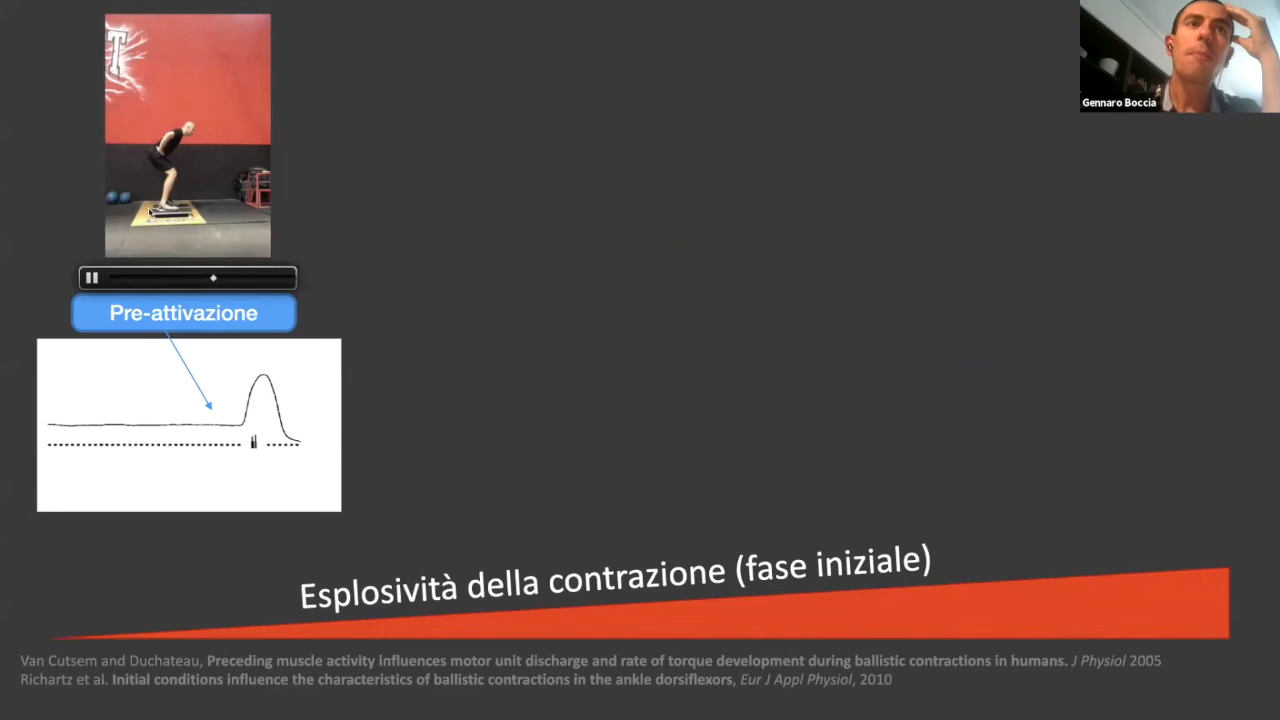 T
Gennaro Boccia
Pre-attivazione
Esplosività della contrazione (fase iniziale)
Van Cutsem and Duchateau, Preceding muscle activity influences motor unit discharge and rate of torque development during ballistic contractions in humans. J Physiol 2005
Richartz et al. Initial conditions influence the characteristics of ballistic contractions in the ankle dorsiflexors, Eur J Appl Physiol, 2010